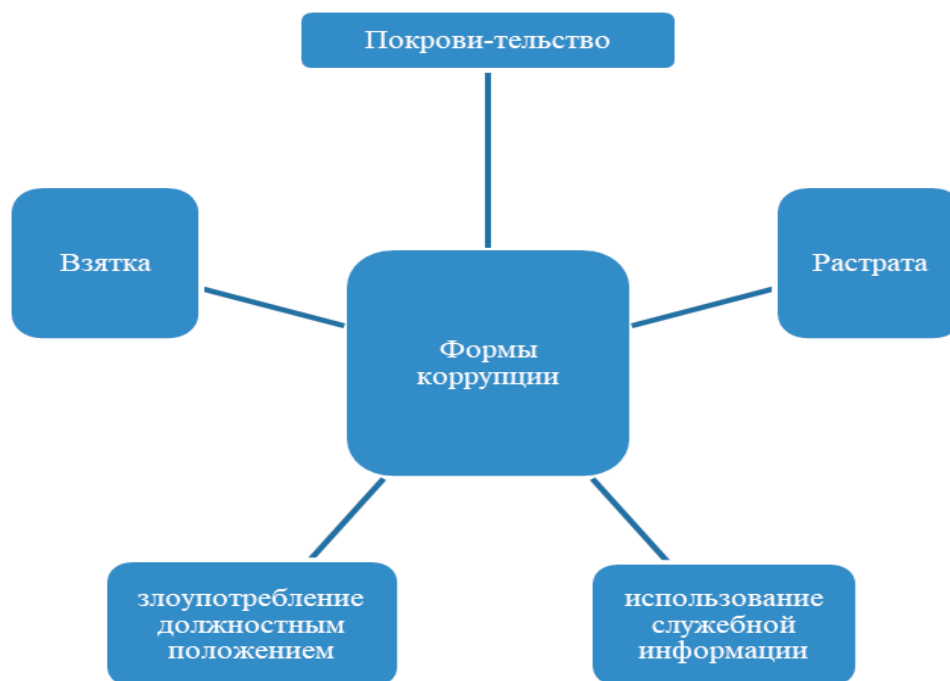 Покрови-тельство
Взятка
Растрата
Формы
коррупции
злоупотребление
должностным
положением
использование
служебной
информации